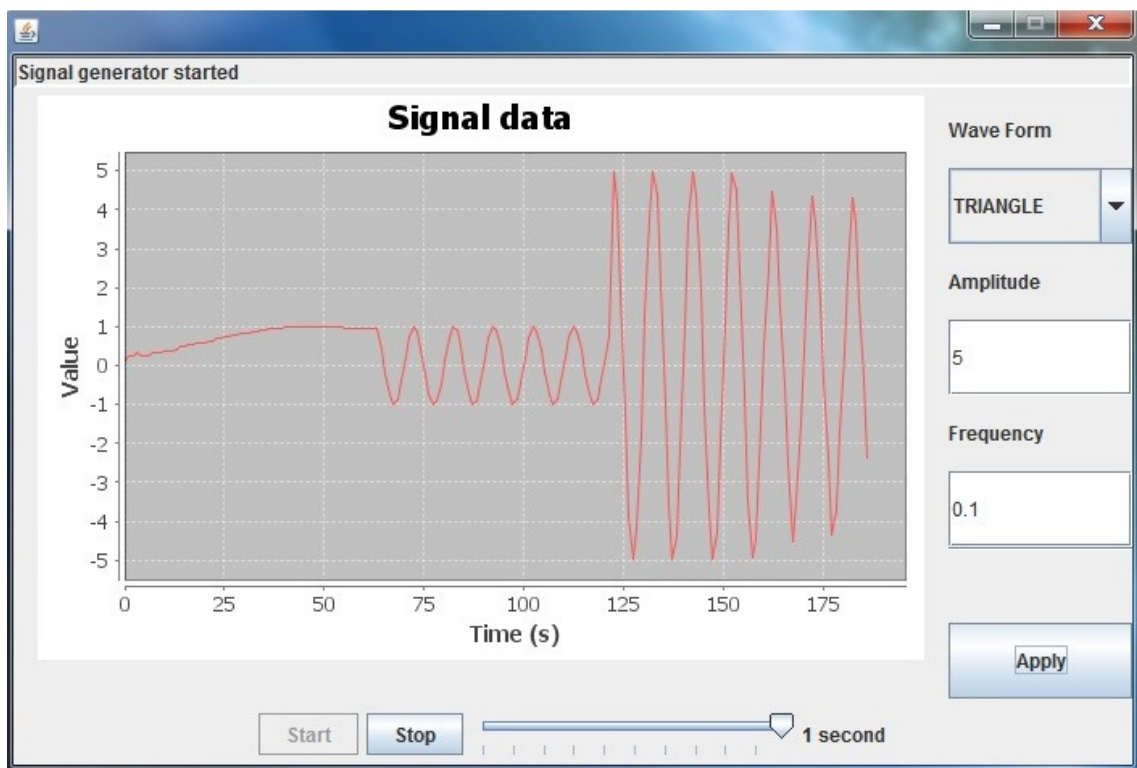 Signal generator started
Signal data
Wave Form
TRIANGLE
Amplitude
5
Frequency
0.1
Apply
Value
5
4
3
2
1
0
-1
-2
-3
-4
-5
0 25 50 75 100 125 150 175
Time (s)
Start Stop 1 second